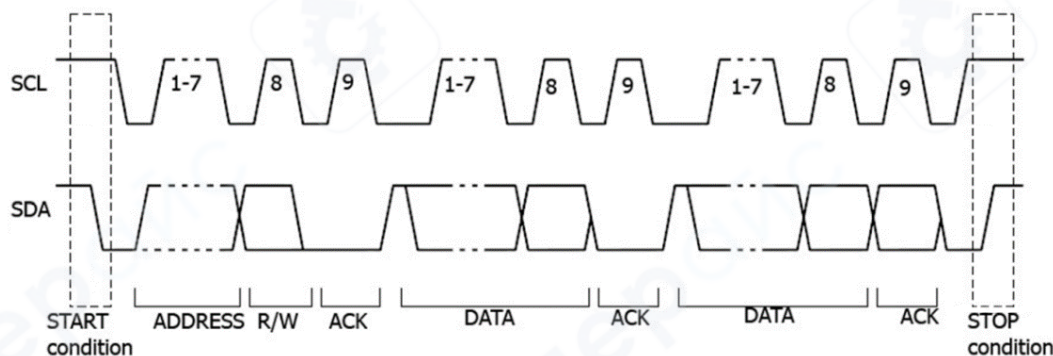 SCL
1-7
8
9
1-7
8
9
1-7
8
9
SDA
START
condition
ADDRESS
R/W
ACK
DATA
ACK
DATA
ACK
STOP
condition